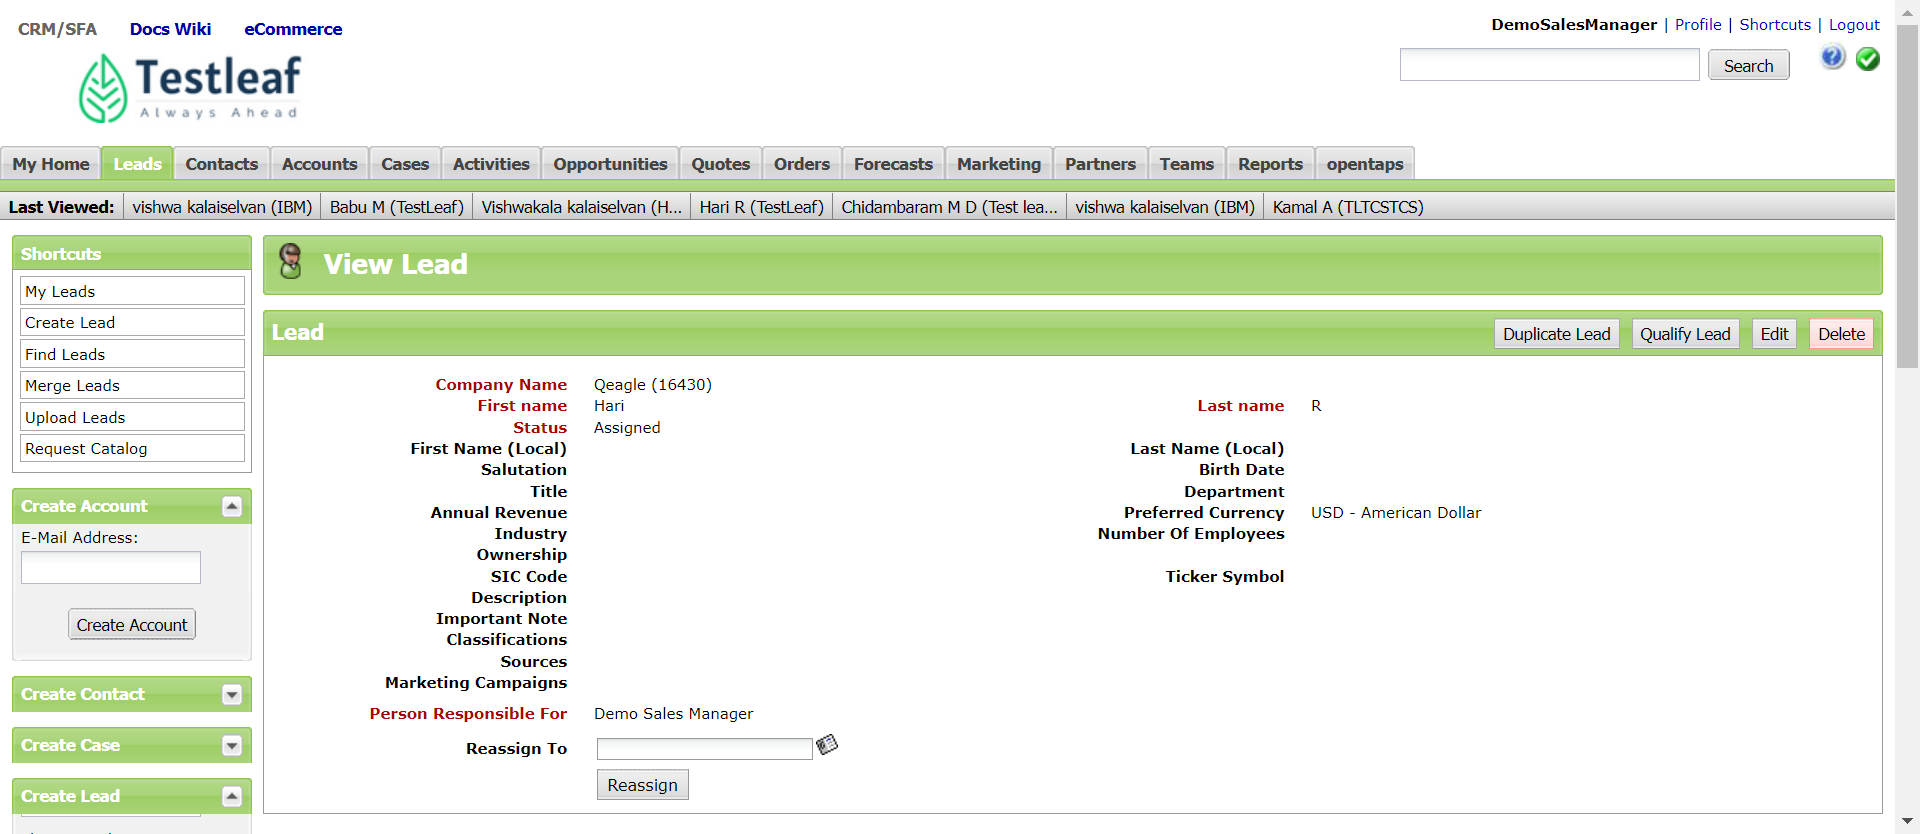 CRM/SFA Docs Wiki eCommerce
DemoSalesManager | Profile | Shortcuts | Logout
Testleaf
Always Ahead
Search
My Home Leads Contacts Accounts Cases Activities Opportunities Quotes Orders Forecasts Marketing Partners Teams Reports opentaps
Last Viewed: vishwa kalaiselvan (IBM) Babu M (TestLeaf) Vishwakala kalaiselvan (H... Hari R (TestLeaf) Chidambaram M D (Test lea... vishwa kalaiselvan (IBM) Kamal A (TLTCSTCS)
Shortcuts
My Leads
Create Lead
Find Leads
Merge Leads
Upload Leads
Request Catalog
Create Account
E-Mail Address:
Create Account
Create Contact
Create Case
Create Lead
View Lead
Lead
Duplicate Lead Qualify Lead Edit Delete
Company Name Qeagle (16430)
First name Hari Last name R
Status Assigned
First Name (Local) Last Name (Local)
Salutation Birth Date
Title Department
Annual Revenue Preferred Currency USD - American Dollar
Industry Number Of Employees
Ownership
SIC Code Ticker Symbol
Description
Important Note
Classifications
Sources
Marketing Campaigns
Person Responsible For Demo Sales Manager
Reassign To
Reassign